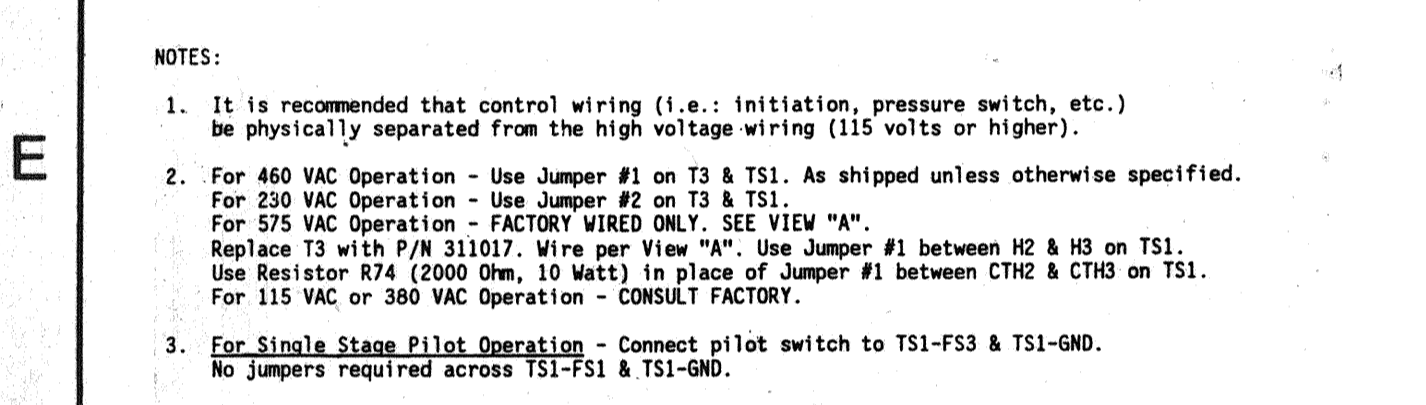 NOTES:
1. It is recommended that control wiring (i.e.: initiation, pressure switch, etc.)
be physically separated from the high voltage wiring (115 volts or higher).
E
2. For 460 VAC Operation - Use Jumper #1 on T3 & TS1. As shipped unless otherwise specified.
For 230 VAC Operation - Use Jumper #2 on T3 & TS1.
For 575 VAC Operation - FACTORY WIRED ONLY. SEE VIEW "A".
Replace T3 with P/N 311017. Wire per View "A". Use Jumper #1 between H2 & H3 on TS1.
Use Resistor R74 (2000 Ohm, 10 Watt) in place of Jumper #1 between CTH2 & CTH3 on TS1.
For 115 VAC or 380 VAC Operation - CONSULT FACTORY.
3. For Single Stage Pilot Operation - Connect pilot switch to TS1-FS3 & TS1-GND.
No jumpers required across TS1-FS1 & TS1-GND.